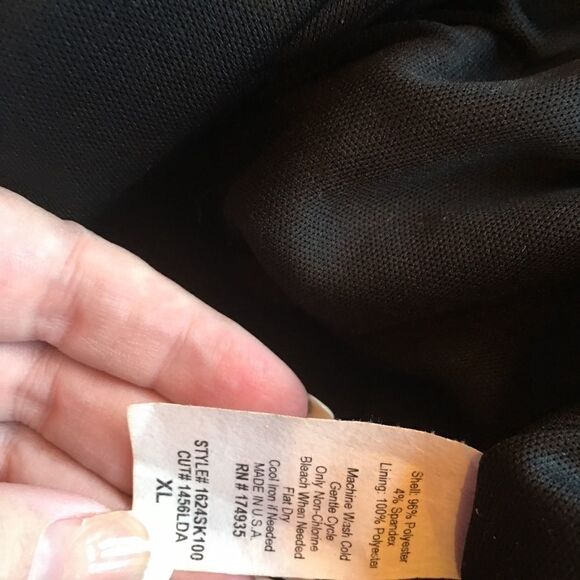 Shell: 96% Polyester
4% Spandex
Lining: 100% Polyester
Machine Wash Cold
Gentle Cycle
Only Non-Chlorine
Bleach When Needed
Flat Dry
Cool Iron if Needed
MADE IN U.S.A.
RN# 174935
STYLE# 1624SK100
CUT# 1456LDA
XL